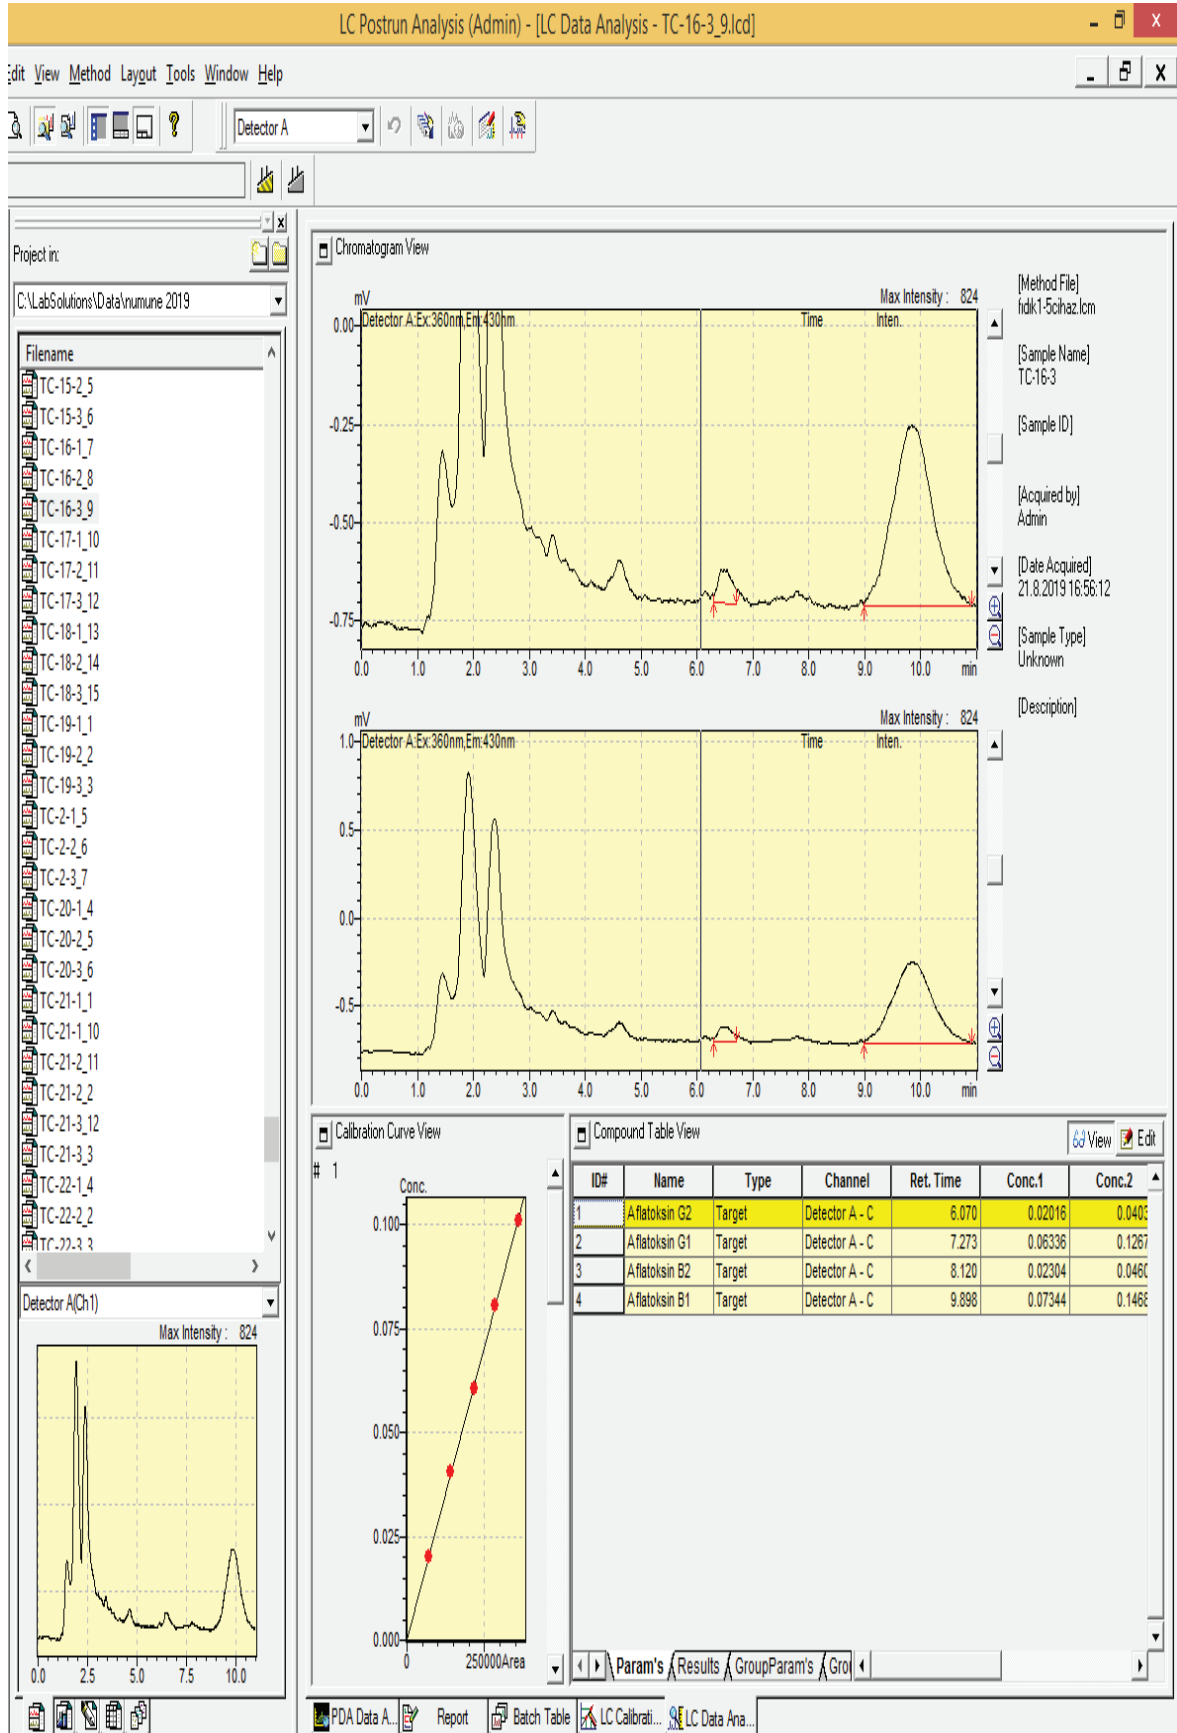 LC Postrun Analysis (Admin) - [LC Data Analysis - TC-16-3_9.lcd]
Edit View Method Layout Tools Window Help
Detector A
Project in:
C:\LabSolutions\Data\numune 2019
Filename
TC-15-2_5
TC-15-3_6
TC-16-1_7
TC-16-2_8
TC-16-3_9
TC-17-1_10
TC-17-2_11
TC-17-3_12
TC-18-1_13
TC-18-2_14
TC-18-3_15
TC-19-1_1
TC-19-2_2
TC-19-3_3
TC-2-1_5
TC-2-2_6
TC-2-3_7
TC-20-1_4
TC-20-2_5
TC-20-3_6
TC-21-1_1
TC-21-1_10
TC-21-2_11
TC-21-2_2
TC-21-3_12
TC-21-3_3
TC-22-1_4
TC-22-2_2
TC-22-3_3
Detector A(Ch1)
Max Intensity : 824
0.0 2.5 5.0 7.5 10.0
Chromatogram View
mV
Max Intensity : 824
Detector A:Ex:360nm,Em:430nm
Time Inten.
0.00
-0.25
-0.50
-0.75
0.0 1.0 2.0 3.0 4.0 5.0 6.0 7.0 8.0 9.0 10.0 min
mV
Max Intensity : 824
Detector A:Ex:360nm,Em:430nm
Time Inten.
1.0
0.5
0.0
-0.5
0.0 1.0 2.0 3.0 4.0 5.0 6.0 7.0 8.0 9.0 10.0 min
[Method File]
fidik1-5cihaz.lcm
[Sample Name]
TC-16-3
[Sample ID]
[Acquired by]
Admin
[Date Acquired]
21.8.2019 16:56:12
[Sample Type]
Unknown
[Description]
Calibration Curve View
# 1
Conc.
0.100
0.075
0.050
0.025
0.000
0 250000 Area
Compound Table View
View Edit
ID# Name Type Channel Ret. Time Conc.1 Conc.2
1 Aflatoksin G2 Target Detector A - C 6.070 0.02016 0.0403
2 Aflatoksin G1 Target Detector A - C 7.273 0.06336 0.1267
3 Aflatoksin B2 Target Detector A - C 8.120 0.02304 0.0460
4 Aflatoksin B1 Target Detector A - C 9.898 0.07344 0.1468
Param's Results GroupParam's Grou
PDA Data A... Report Batch Table LC Calibrati... LC Data Ana...